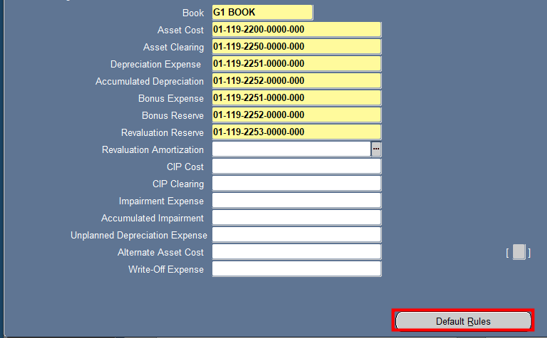 Book G1 BOOK
Asset Cost 01-119-2200-0000-000
Asset Clearing 01-119-2250-0000-000
Depreciation Expense 01-119-2251-0000-000
Accumulated Depreciation 01-119-2252-0000-000
Bonus Expense 01-119-2251-0000-000
Bonus Reserve 01-119-2252-0000-000
Revaluation Reserve 01-119-2253-0000-000
Revaluation Amortization ...
CIP Cost
CIP Clearing
Impairment Expense
Accumulated Impairment
Unplanned Depreciation Expense
Alternate Asset Cost [ ]
Write-Off Expense
Default Rules